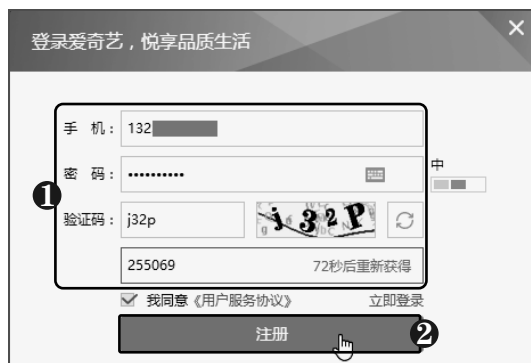 登录爱奇艺，悦享品质生活
手 机：132
密 码：••••••••••
中
验证码：j32p j32P
255069 72秒后重新获得
我同意《用户服务协议》 立即登录
注册
❶
❷